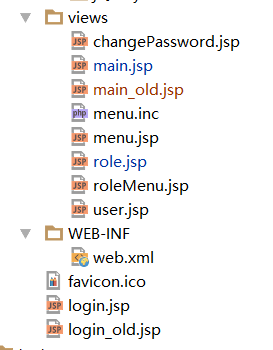 views
changePassword.jsp
main.jsp
main_old.jsp
menu.inc
menu.jsp
role.jsp
roleMenu.jsp
user.jsp
WEB-INF
web.xml
favicon.ico
login.jsp
login_old.jsp